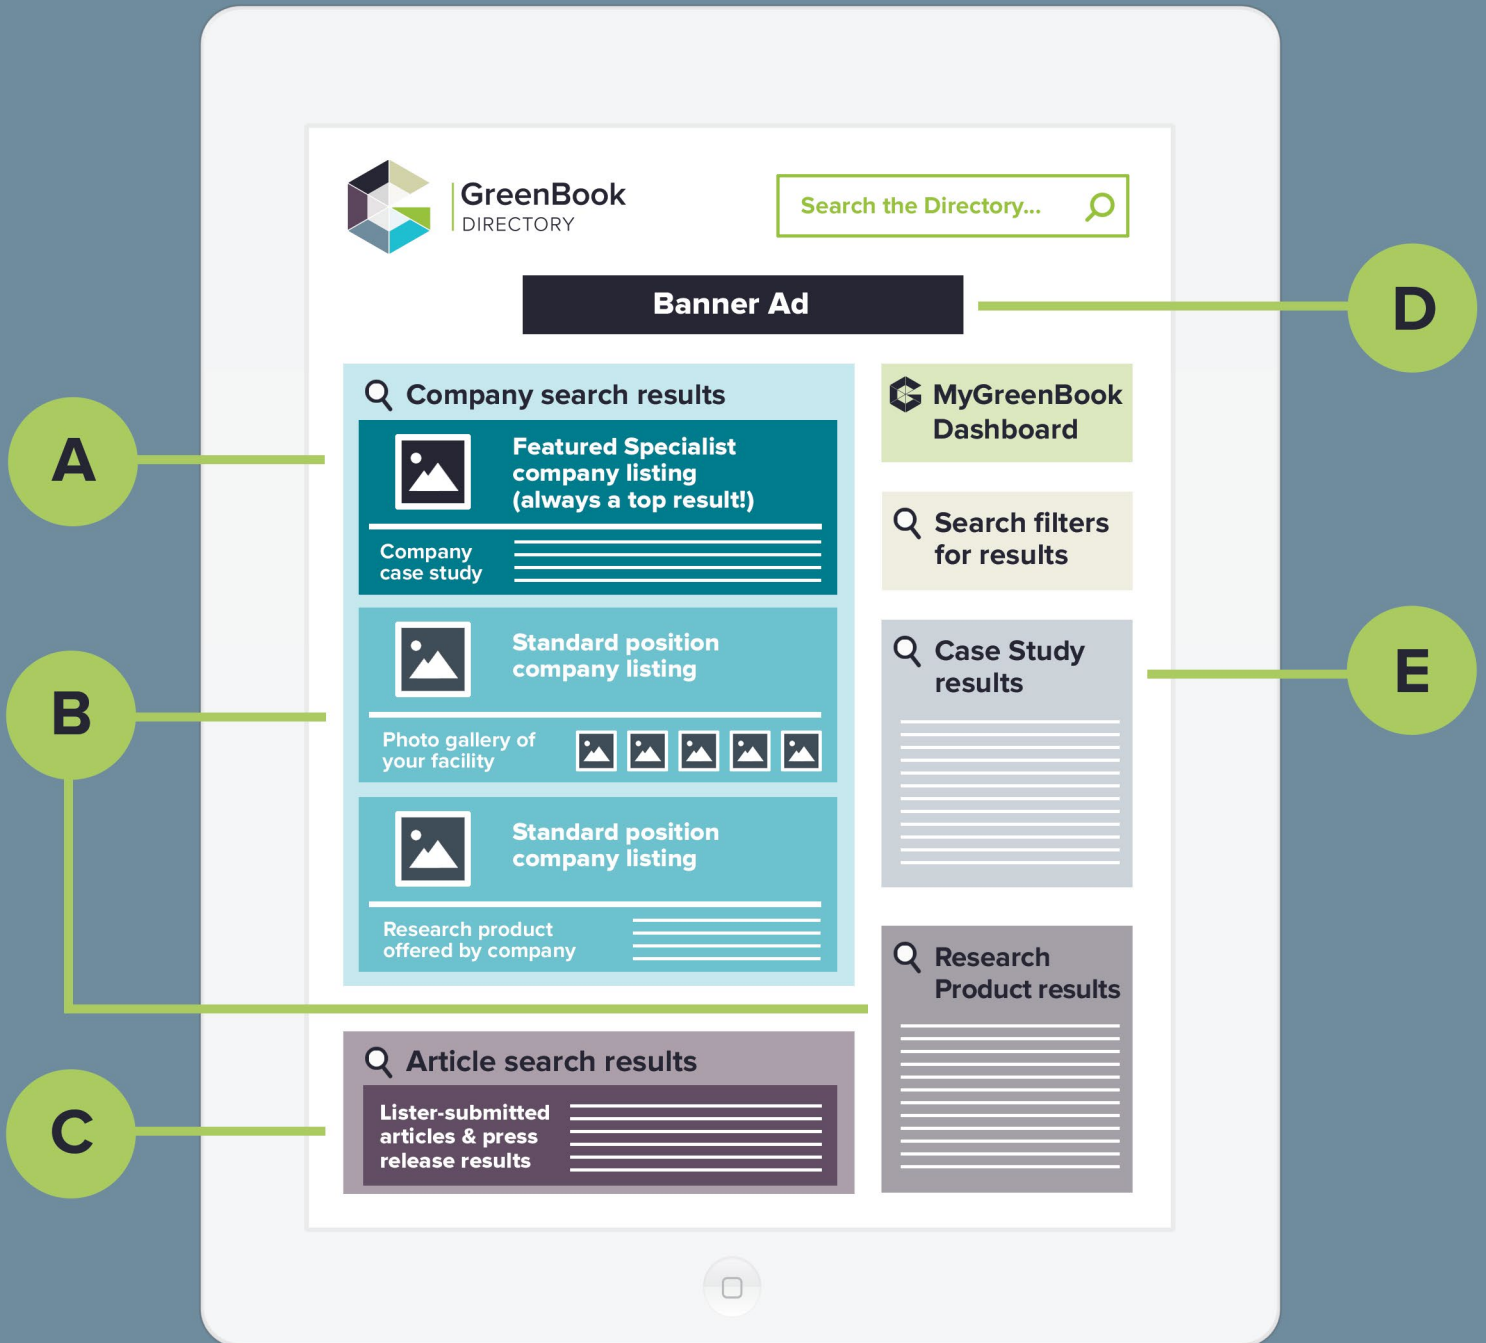 GreenBook
DIRECTORY
Search the Directory...
Banner Ad
D
A
Company search results
Featured Specialist
company listing
(always a top result!)
Company
case study
B
Standard position
company listing
Photo gallery of
your facility
Standard position
company listing
Research product
offered by company
C
Article search results
Lister-submitted
articles & press
release results
MyGreenBook
Dashboard
Search filters
for results
E
Case Study
results
Research
Product results